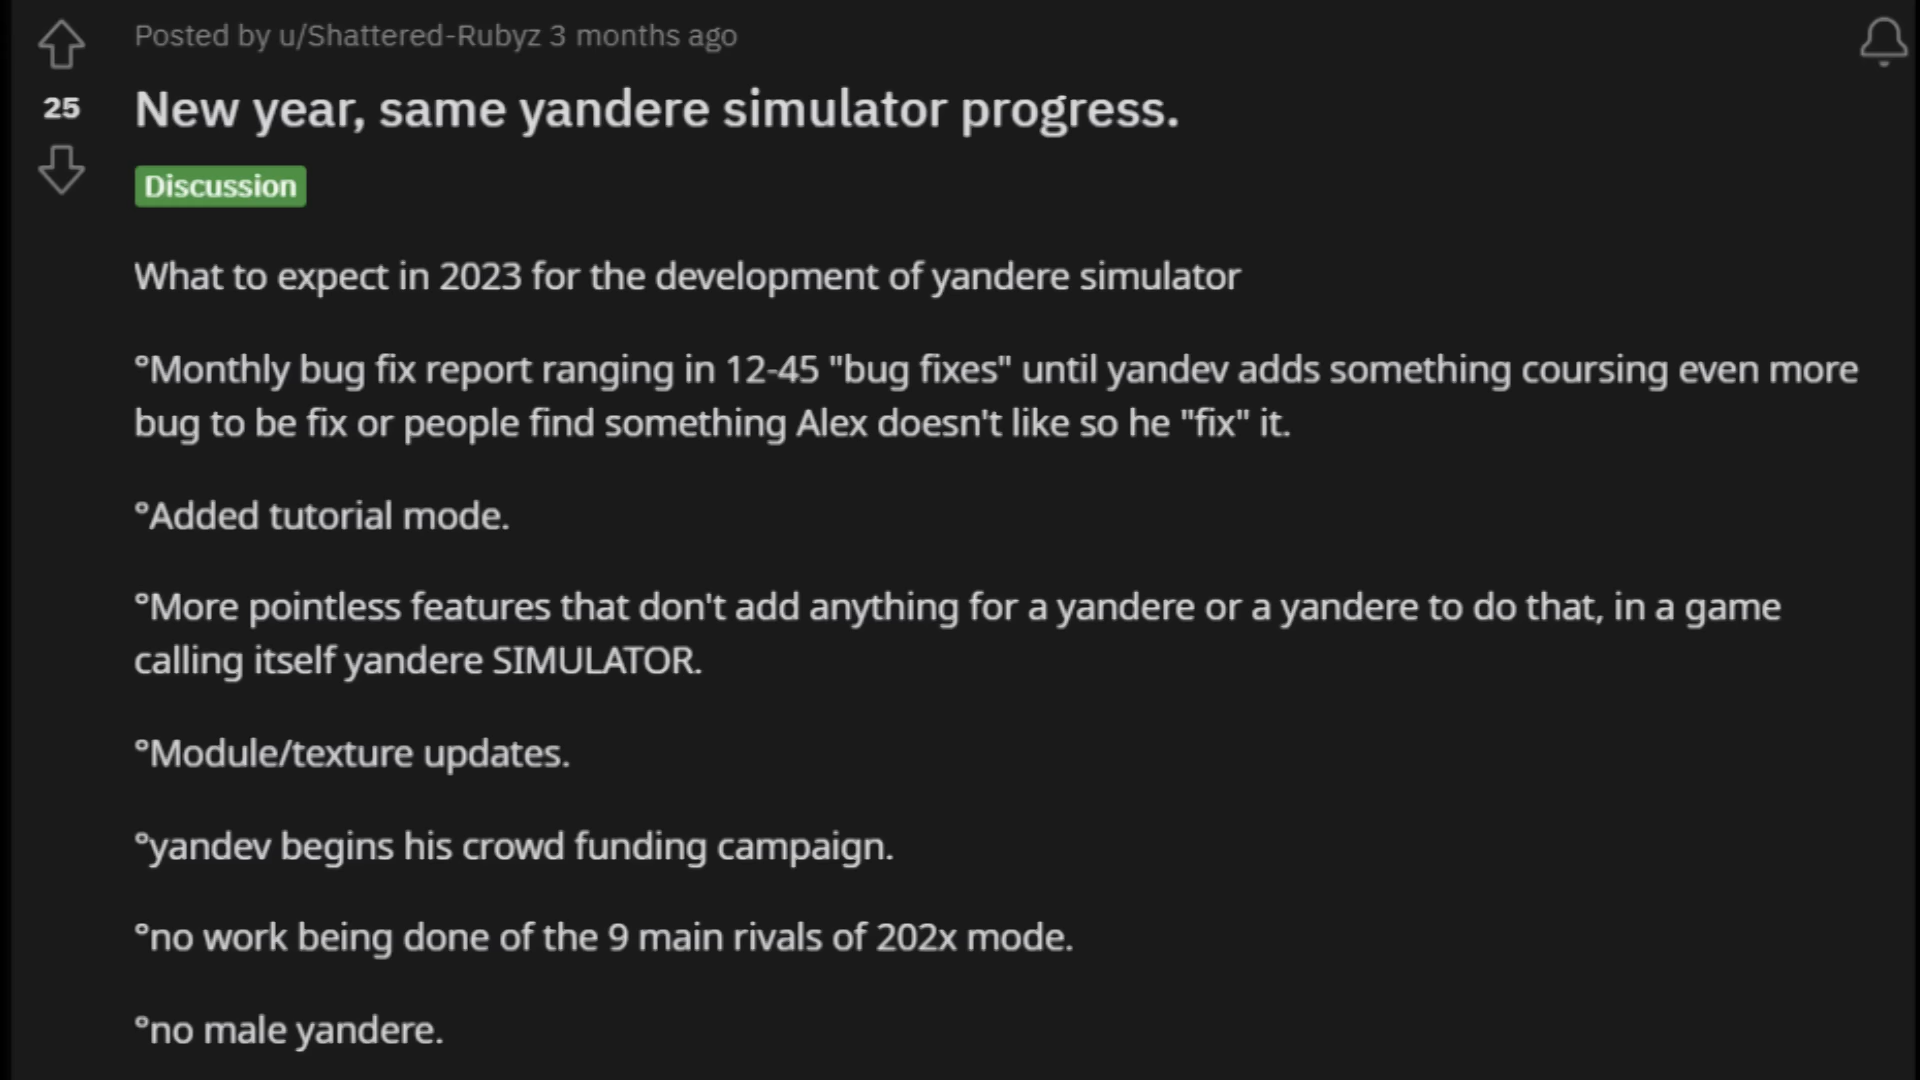 Posted by u/Shattered-Rubyz 3 months ago
25
New year, same yandere simulator progress.
Discussion
What to expect in 2023 for the development of yandere simulator
°Monthly bug fix report ranging in 12-45 "bug fixes" until yandev adds something coursing even more
bug to be fix or people find something Alex doesn't like so he "fix" it.
°Added tutorial mode.
°More pointless features that don't add anything for a yandere or a yandere to do that, in a game
calling itself yandere SIMULATOR.
°Module/texture updates.
°yandev begins his crowd funding campaign.
°no work being done of the 9 main rivals of 202x mode.
°no male yandere.